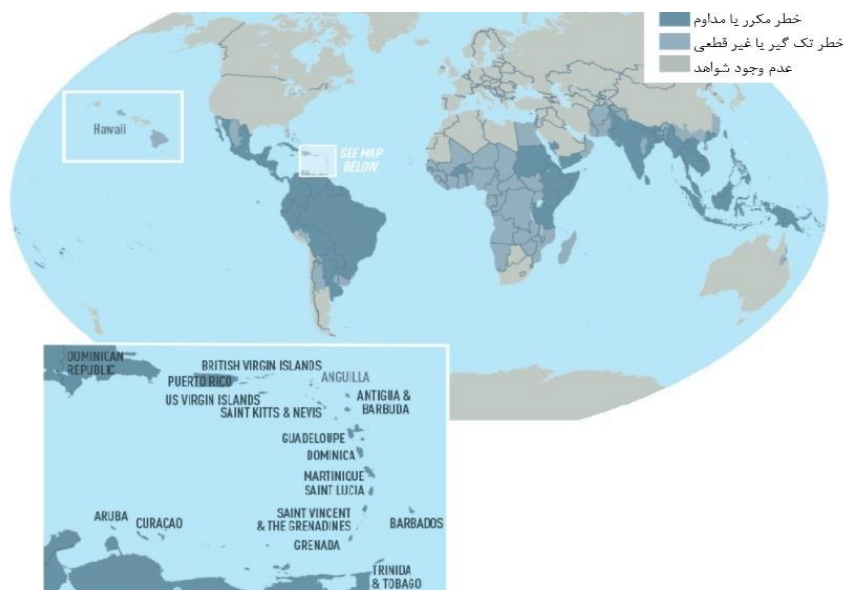 خطر مکرر یا مداوم
خطر تک گیر یا غیر قطعی
عدم وجود شواهد
Hawaii
SEE MAP
BELOW
DOMINICAN
REPUBLIC
BRITISH VIRGIN ISLANDS
PUERTO RICO
ANGUILLA
US VIRGIN ISLANDS
ANTIGUA &
BARBUDA
SAINT KITTS & NEVIS
GUADELOUPE
DOMINICA
MARTINIQUE
SAINT LUCIA
SAINT VINCENT
& THE GRENADINES
BARBADOS
ARUBA
CURAÇAO
GRENADA
TRINIDA
& TOBAGO